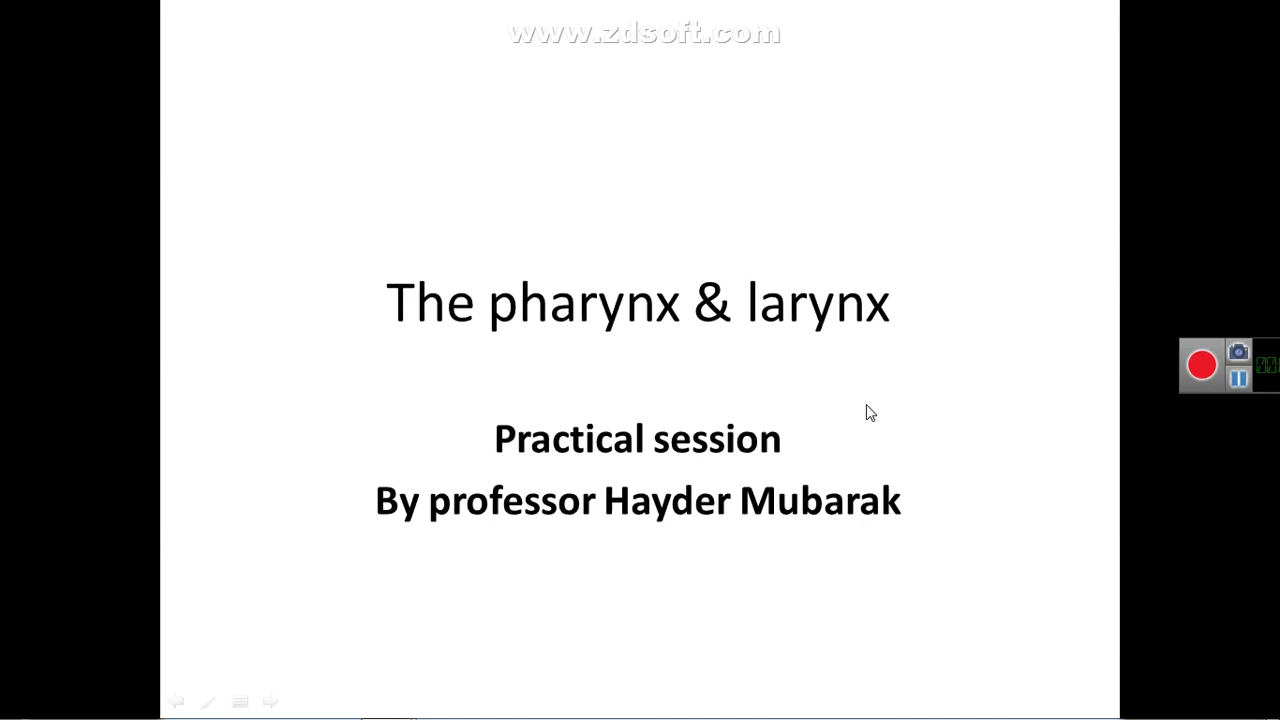 www.zdsoft.com
The pharynx & larynx
Practical session
By professor Hayder Mubarak